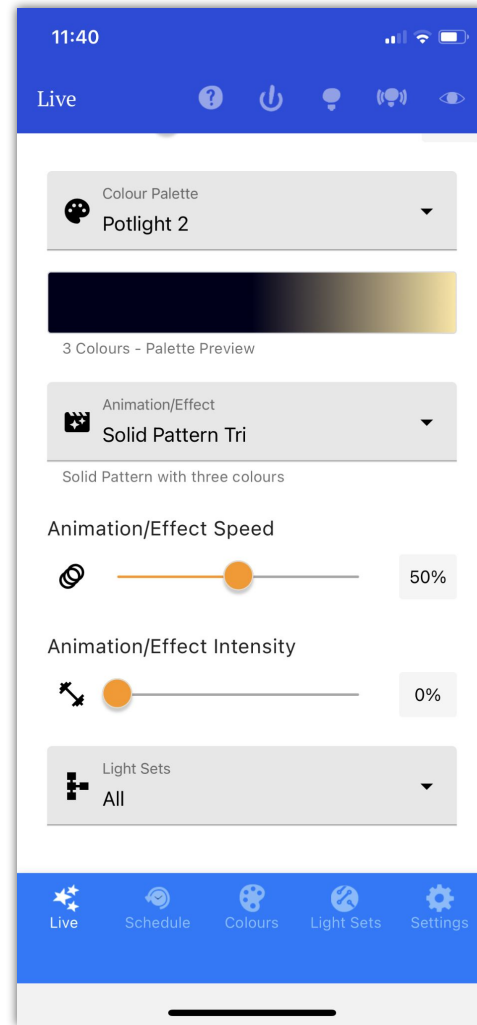 11:40
Live
Colour Palette
Potlight 2
3 Colours - Palette Preview
Animation/Effect
Solid Pattern Tri
Solid Pattern with three colours
Animation/Effect Speed
50%
Animation/Effect Intensity
0%
Light Sets
All
Live Schedule Colours Light Sets Settings